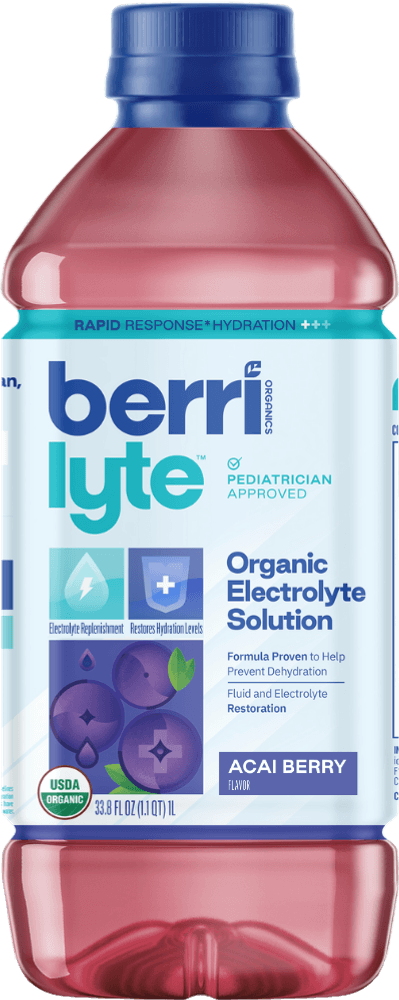 RAPID RESPONSE*HYDRATION +++
berri
ORGANICS
lyte™
PEDIATRICIAN
APPROVED
Electrolyte Replenishment
Restores Hydration Levels
Organic
Electrolyte
Solution
Formula Proven to Help
Prevent Dehydration
Fluid and Electrolyte
Restoration
ACAI BERRY
FLAVOR
USDA
ORGANIC
33.8 FL OZ (1.1 QT) 1L